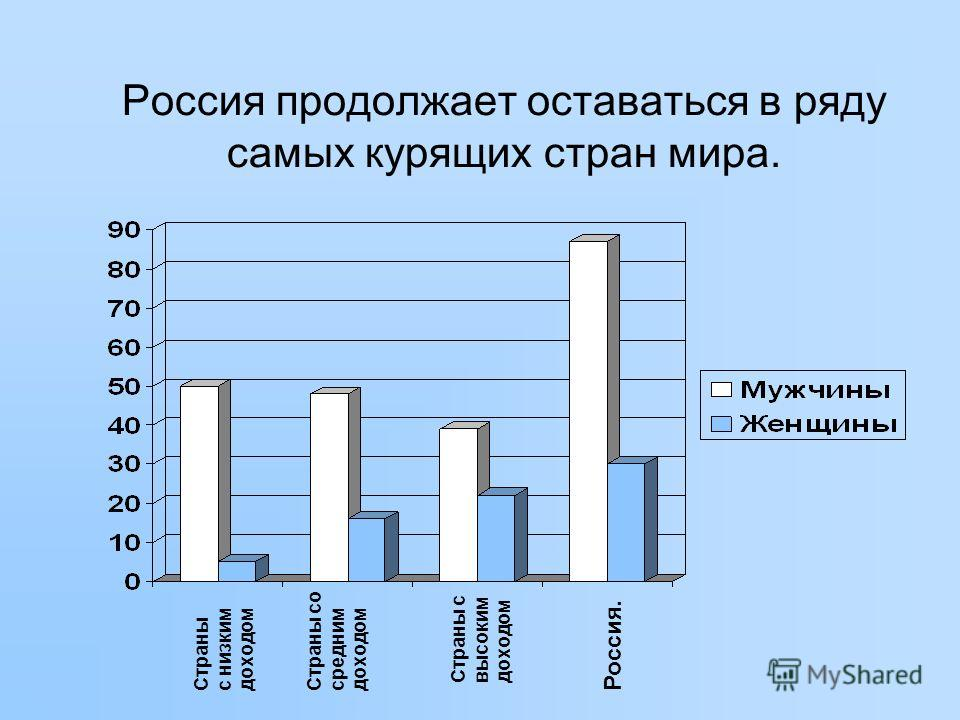 Россия продолжает оставаться в ряду
самых курящих стран мира.
90
80
70
60
50
40
30
20
10
0
Мужчины
Женщины
Страны
с низким
доходом
Страны со
средним
доходом
Страны с
высоким
доходом
Россия.
MyShared